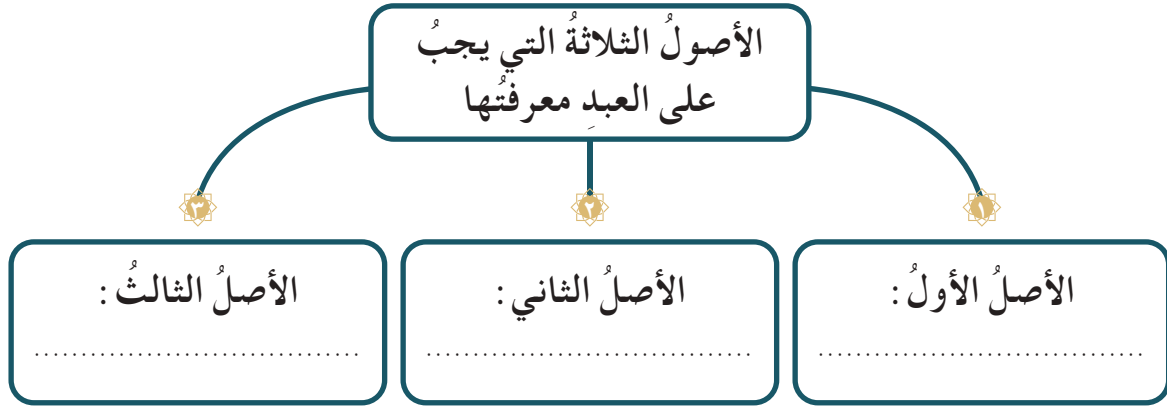 الأصولُ الثلاثةُ التي يجبُ
على العبدِ معرفتُها
١
٢
٣
الأصلُ الأولُ :
......................................
الأصلُ الثاني :
......................................
الأصلُ الثالثُ :
......................................